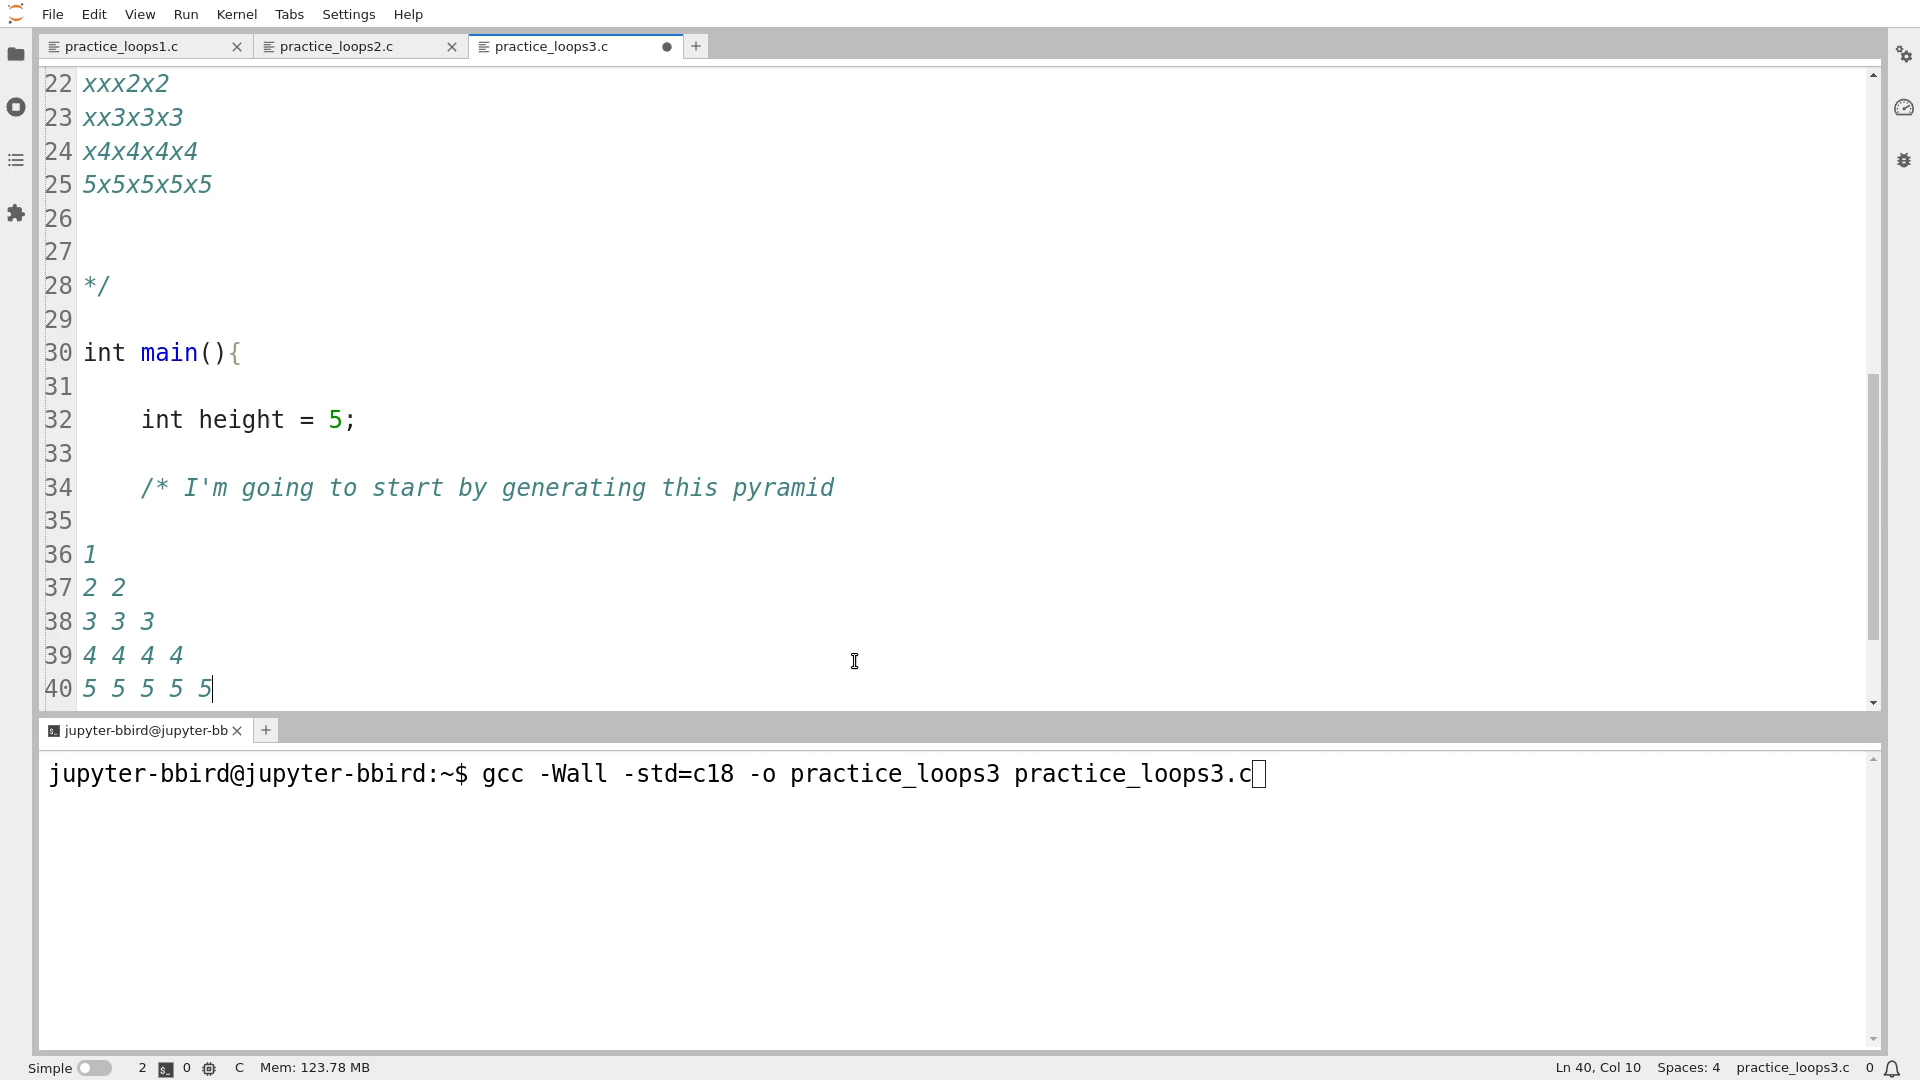 File Edit View Run Kernel Tabs Settings Help
practice_loops1.c practice_loops2.c practice_loops3.c
22 xxx2x2
23 xx3x3x3
24 x4x4x4x4
25 5x5x5x5x5
26
27
28 */
29
30 int main(){
31
32     int height = 5;
33
34     /* I'm going to start by generating this pyramid
35
36 1
37 2 2
38 3 3 3
39 4 4 4 4
40 5 5 5 5 5
jupyter-bbird@jupyter-bb
jupyter-bbird@jupyter-bbird:~$ gcc -Wall -std=c18 -o practice_loops3 practice_loops3.c
Simple 2 0 C Mem: 123.78 MB Ln 40, Col 10 Spaces: 4 practice_loops3.c 0